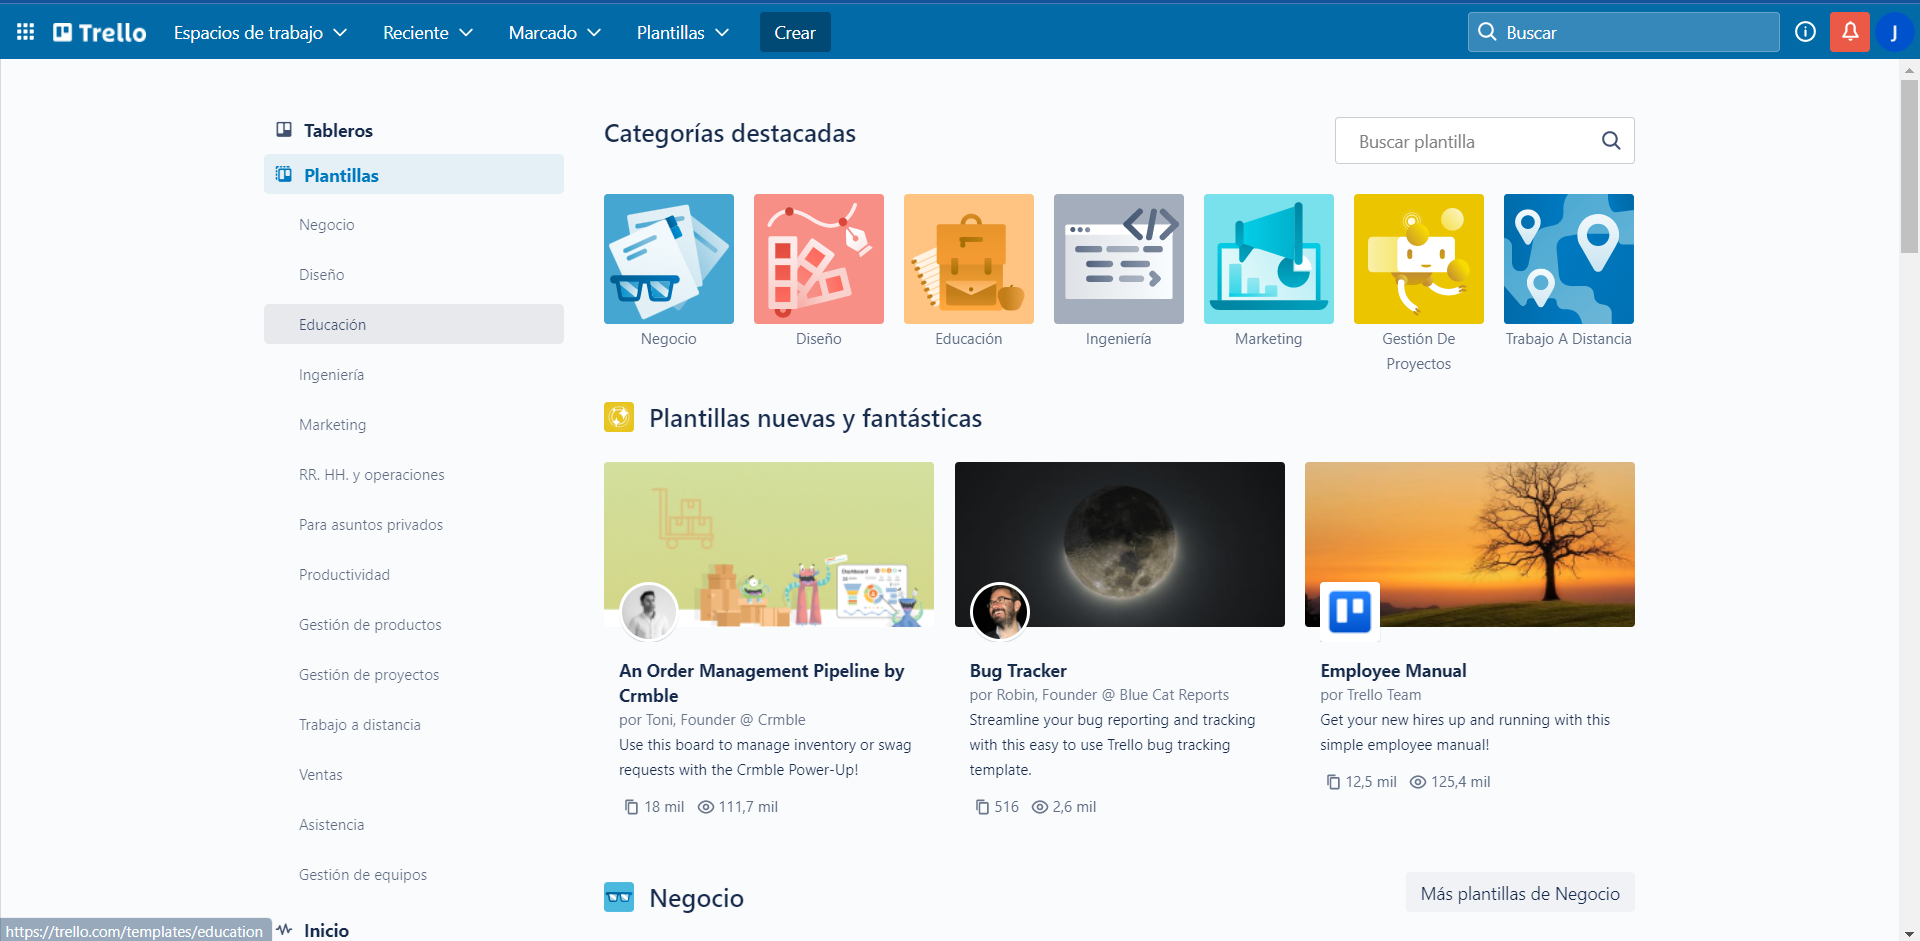 Trello
Espacios de trabajo
Reciente
Marcado
Plantillas
Crear
Buscar
J
Tableros
Plantillas
Negocio
Diseño
Educación
Ingeniería
Marketing
RR. HH. y operaciones
Para asuntos privados
Productividad
Gestión de productos
Gestión de proyectos
Trabajo a distancia
Ventas
Asistencia
Gestión de equipos
Inicio
Categorías destacadas
Buscar plantilla
Negocio
Diseño
Educación
Ingeniería
Marketing
Gestión De
Proyectos
Trabajo A Distancia
Plantillas nuevas y fantásticas
Dashboard
An Order Management Pipeline by
Crmble
por Toni, Founder @ Crmble
Use this board to manage inventory or swag
requests with the Crmble Power-Up!
18 mil 111,7 mil
Bug Tracker
por Robin, Founder @ Blue Cat Reports
Streamline your bug reporting and tracking
with this easy to use Trello bug tracking
template.
516 2,6 mil
Employee Manual
por Trello Team
Get your new hires up and running with this
simple employee manual!
12,5 mil 125,4 mil
Negocio
Más plantillas de Negocio
https://trello.com/templates/education